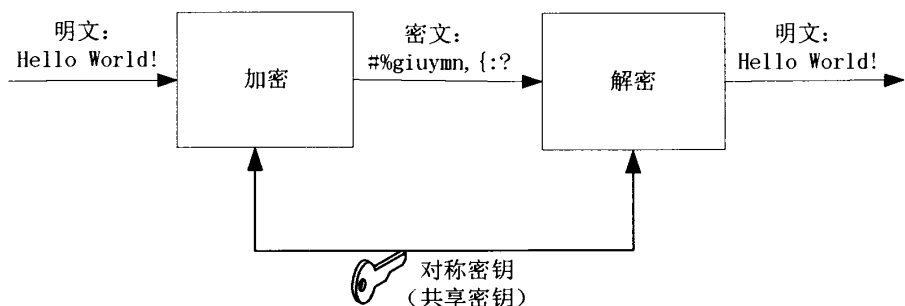 明文：
Hello World!
加密
密文：
#%giuymn,{:?
解密
明文：
Hello World!
对称密钥
（共享密钥）